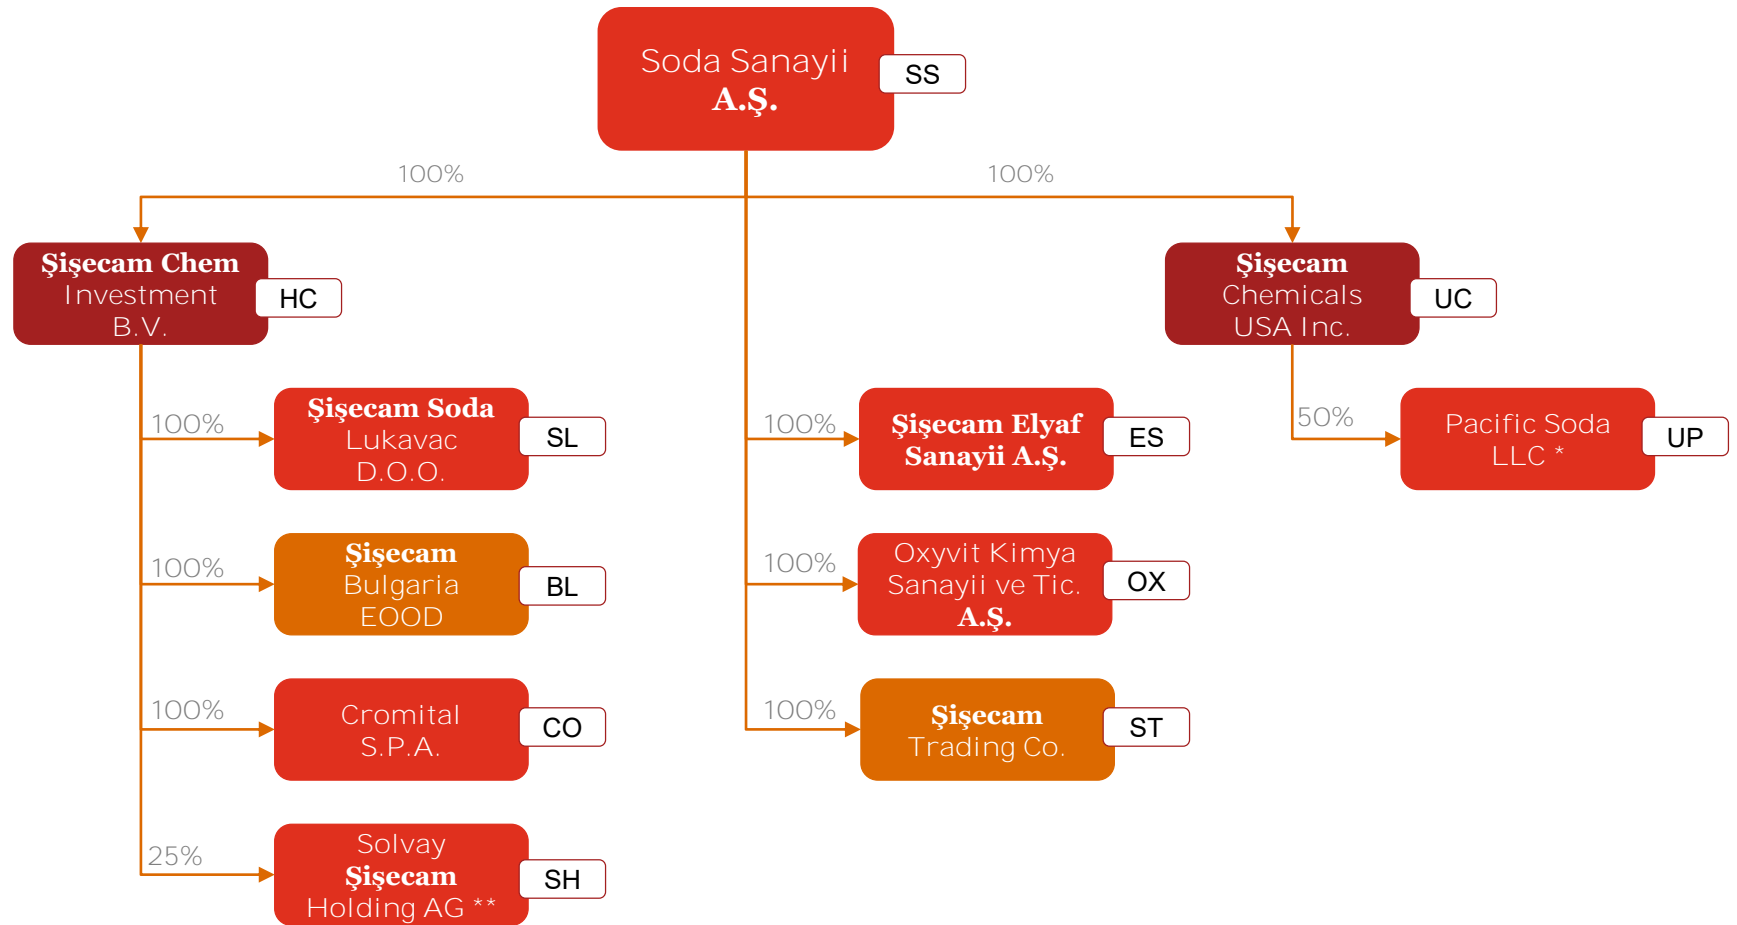 Soda Sanayii
A.Ş.
SS
100%
100%
Şişecam Chem
Investment
B.V.
HC
Şişecam
Chemicals
USA Inc.
UC
100%
Şişecam Soda
Lukavac
D.O.O.
SL
100%
Şişecam Elyaf
Sanayii A.Ş.
ES
50%
Pacific Soda
LLC *
UP
100%
Şişecam
Bulgaria
EOOD
BL
100%
Oxyvit Kimya
Sanayii ve Tic.
A.Ş.
OX
100%
Cromital
S.P.A.
CO
100%
Şişecam
Trading Co.
ST
25%
Solvay
Şişecam
Holding AG **
SH